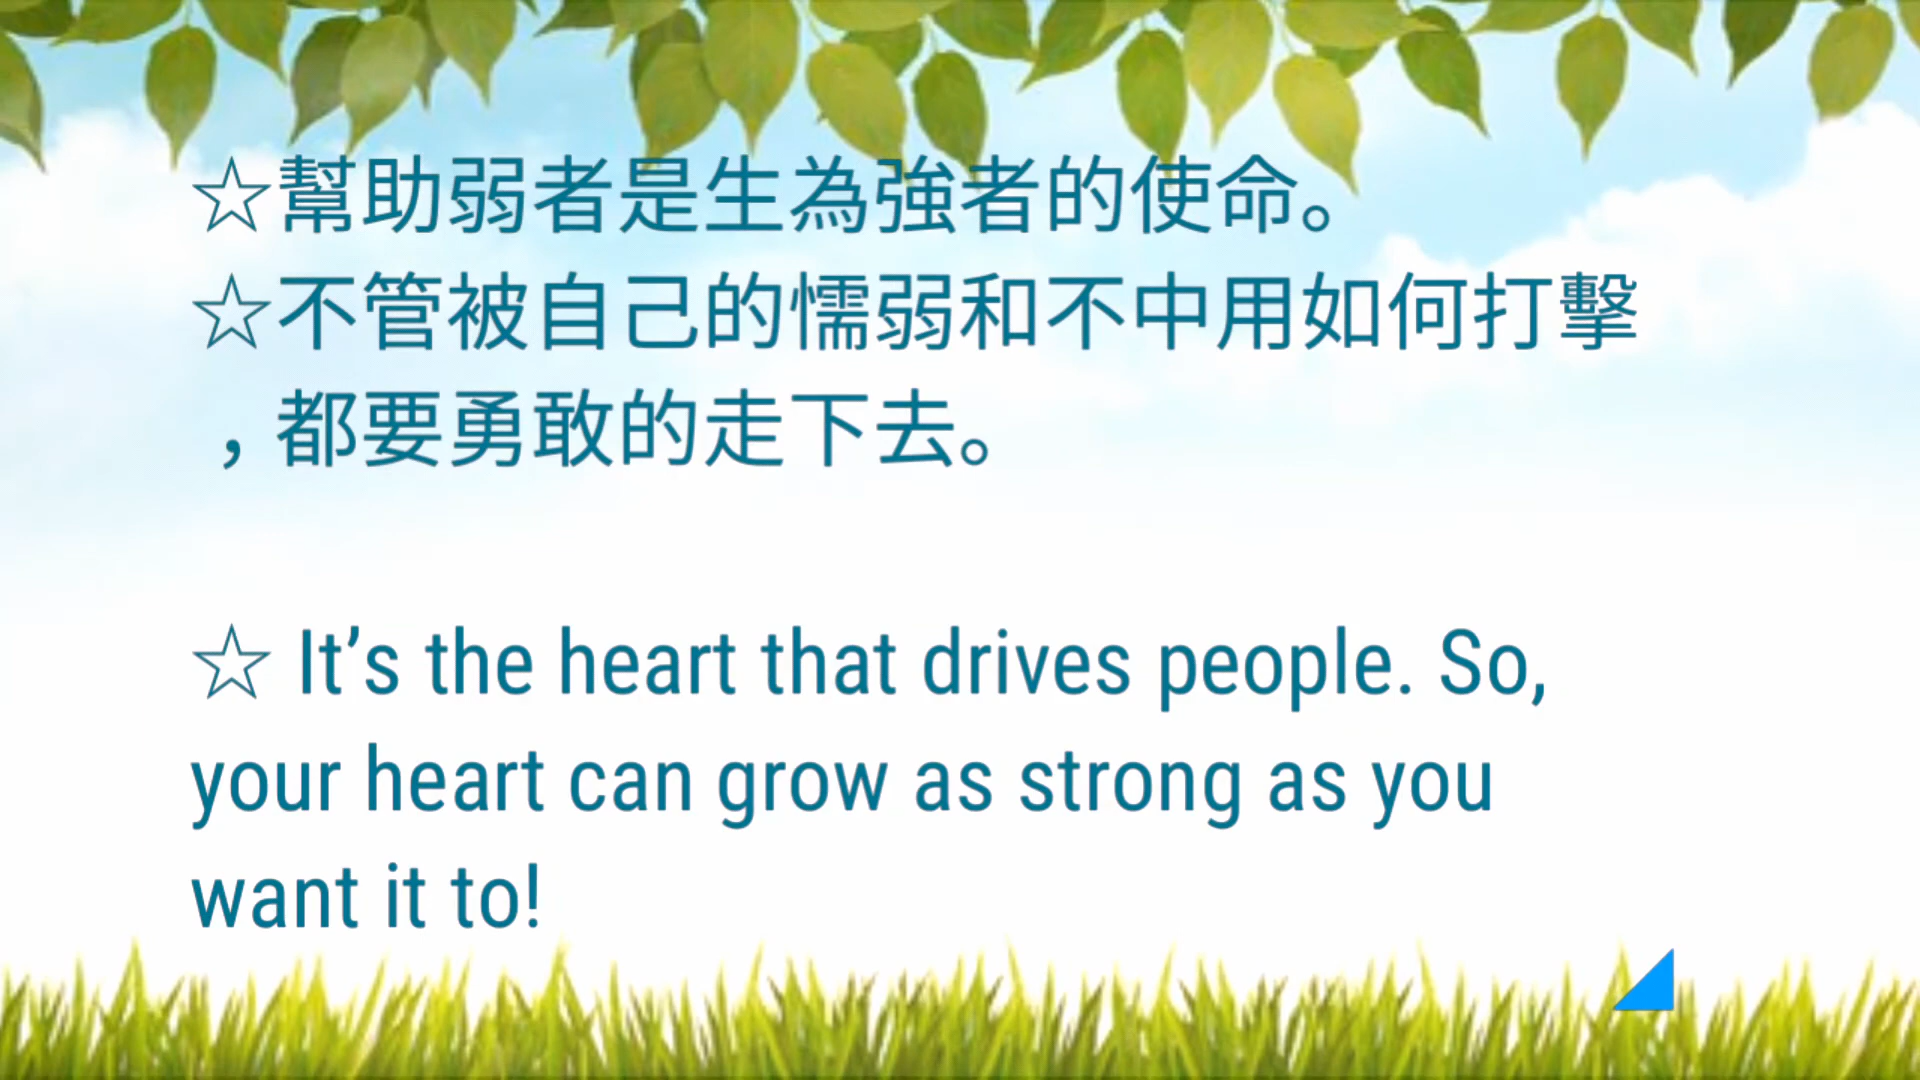 ☆幫助弱者是生為強者的使命。
☆不管被自己的懦弱和不中用如何打擊
，都要勇敢的走下去。
☆ It’s the heart that drives people. So,
your heart can grow as strong as you
want it to!